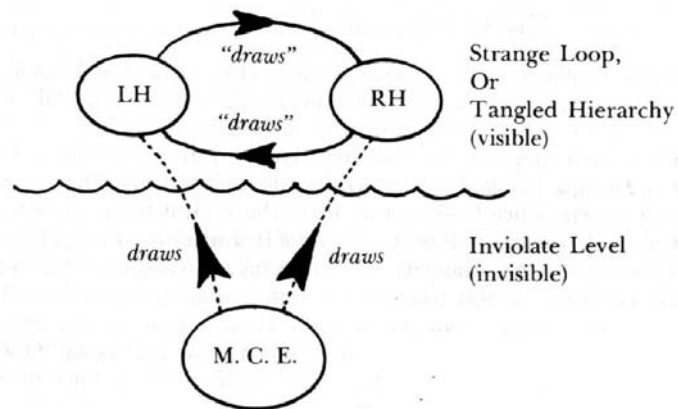 “draws”
LH
RH
“draws”
Strange Loop,
Or
Tangled Hierarchy
(visible)
draws
draws
Inviolate Level
(invisible)
M. C. E.